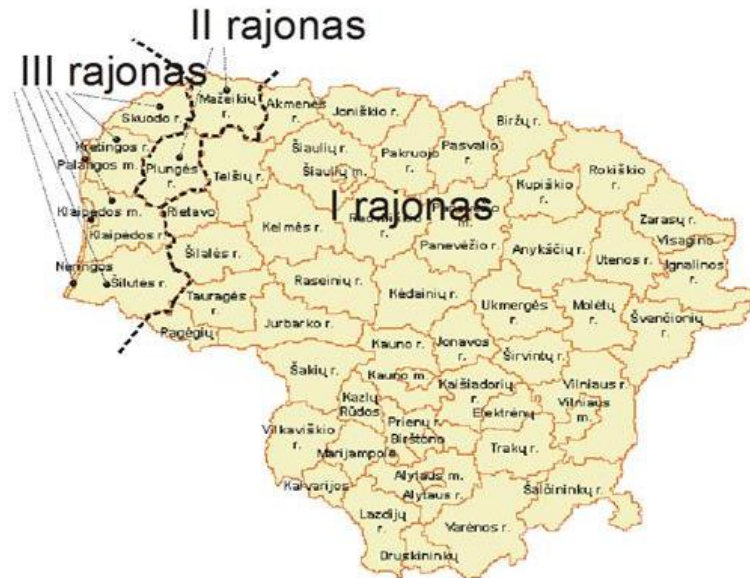 II rajonas
III rajonas
Mažeikių r.
Akmenės r.
Joniškio r.
Biržų r.
Skuodo r.
Kretingos r.
Palangos m.
Plungės r.
Telšių r.
Šiaulių r.
Šiaulių m.
Pakruojo r.
Pasvalio r.
Rokiškio r.
Kupiškio r.
I rajonas
Klaipėdos m.
Rietavo
Klaipėdos r.
Kelmės r.
Panevėžio r.
Anykščių r.
Zarasų r.
Visagino
Utenos r.
Ignalinos r.
Neringos
Šilutės r.
Šilalės r.
Tauragės r.
Raseinių r.
Kėdainių r.
Ukmergės r.
Molėtų r.
Švenčionių r.
Pagėgių
Jurbarko r.
Kauno r.
Jonavos r.
Širvintų r.
Šakių r.
Kauno m.
Kaišiadorių r.
Vilniaus r.
Vilniaus m.
Kazlų Rūdos
Prienų r.
Birštono
Elektrėnų
Vilkaviškio r.
Marijampolė
Trakų r.
Kalvarijos
Alytaus m.
Alytaus r.
Šalčininkų r.
Lazdijų r.
Varėnos r.
Druskininkų